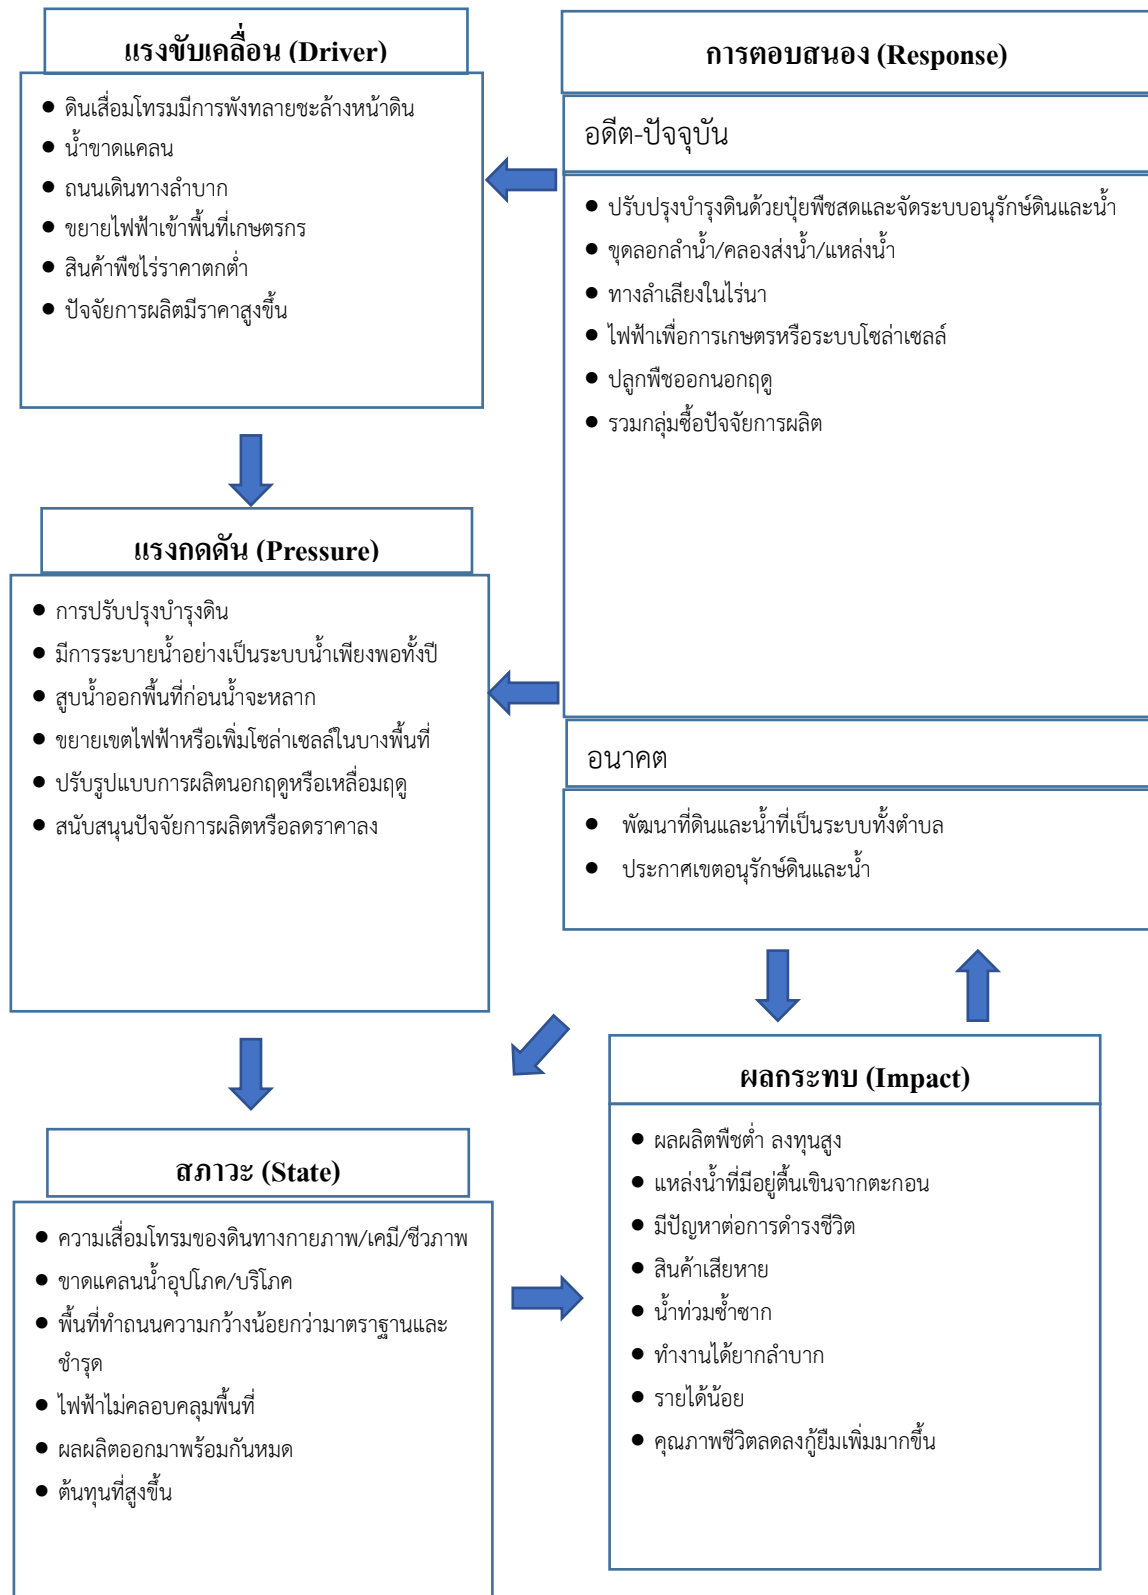 แรงขับเคลื่อน (Driver)
ดินเสื่อมโทรมมีการพังทลายชะล้างหน้าดิน
น้ำขาดแคลน
ถนนเดินทางลำบาก
ขยายไฟฟ้าเข้าพื้นที่เกษตรกร
สินค้าพืชไร่ราคาตกต่ำ
ปัจจัยการผลิตมีราคาสูงขึ้น
การตอบสนอง (Response)
อดีต-ปัจจุบัน
ปรับปรุงบำรุงดินด้วยปุ๋ยพืชสดและจัดระบบอนุรักษ์ดินและน้ำ
ขุดลอกลำน้ำ/คลองส่งน้ำ/แหล่งน้ำ
ทางลำเลียงในไร่นา
ไฟฟ้าเพื่อการเกษตรหรือระบบโซล่าเซลล์
ปลูกพืชออกนอกฤดู
รวมกลุ่มซื้อปัจจัยการผลิต
แรงกดดัน (Pressure)
การปรับปรุงบำรุงดิน
มีการระบายน้ำอย่างเป็นระบบน้ำเพียงพอทั้งปี
สูบน้ำออกพื้นที่ก่อนน้ำจะหลาก
ขยายเขตไฟฟ้าหรือเพิ่มโซล่าเซลล์ในบางพื้นที่
ปรับรูปแบบการผลิตนอกฤดูหรือเหลื่อมฤดู
สนับสนุนปัจจัยการผลิตหรือลดราคาลง
อนาคต
พัฒนาที่ดินและน้ำที่เป็นระบบทั้งตำบล
ประกาศเขตอนุรักษ์ดินและน้ำ
สภาวะ (State)
ความเสื่อมโทรมของดินทางกายภาพ/เคมี/ชีวภาพ
ขาดแคลนน้ำอุปโภค/บริโภค
พื้นที่ทำถนนความกว้างน้อยกว่ามาตราฐานและ
ชำรุด
ไฟฟ้าไม่คลอบคลุมพื้นที่
ผลผลิตออกมาพร้อมกันหมด
ต้นทุนที่สูงขึ้น
ผลกระทบ (Impact)
ผลผลิตพืชต่ำ ลงทุนสูง
แหล่งน้ำที่มีอยู่ตื้นเขินจากตะกอน
มีปัญหาต่อการดำรงชีวิต
สินค้าเสียหาย
น้ำท่วมซ้ำซาก
ทำงานได้ยากลำบาก
รายได้น้อย
คุณภาพชีวิตลดลงกู้ยืมเพิ่มมากขึ้น